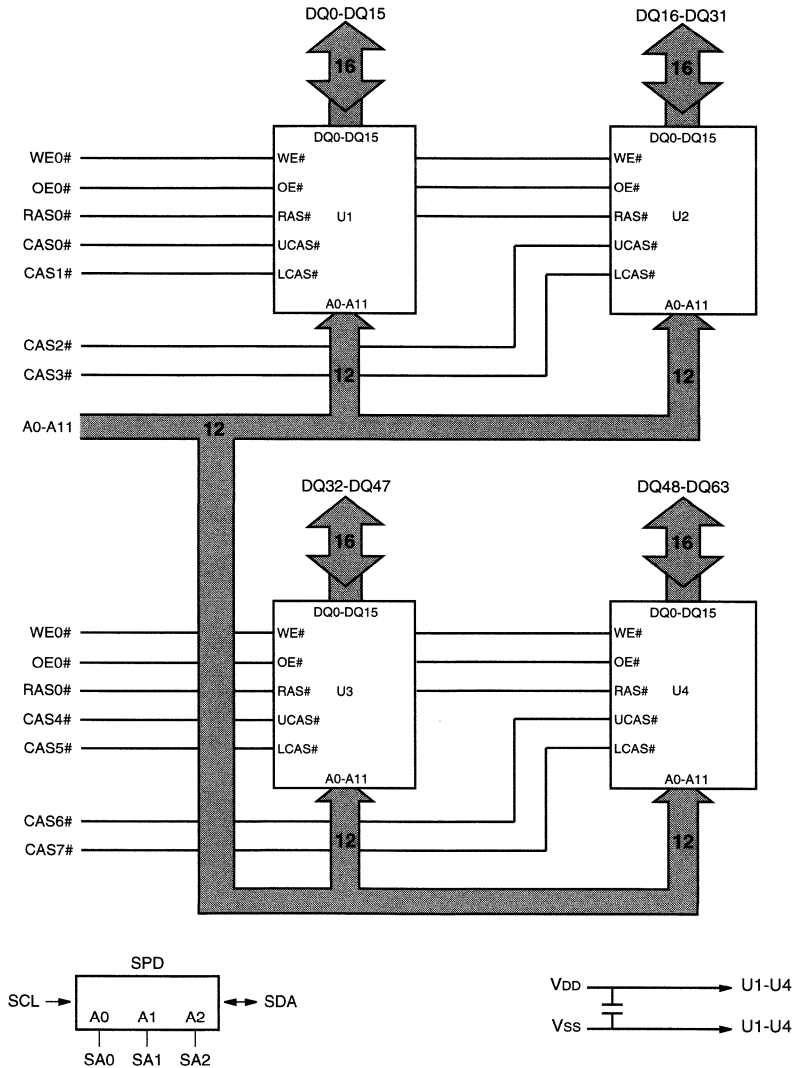 DQ0-DQ15 DQ16-DQ31
16 16
DQ0-DQ15 DQ0-DQ15
WE0# WE# WE#
OE0# OE# OE#
RAS0# RAS# U1 RAS# U2
CAS0# UCAS# UCAS#
CAS1# LCAS# LCAS#
A0-A11 A0-A11
CAS2#
CAS3# 12 12
A0-A11 12
DQ32-DQ47 DQ48-DQ63
16 16
DQ0-DQ15 DQ0-DQ15
WE0# WE# WE#
OE0# OE# OE#
RAS0# RAS# U3 RAS# U4
CAS4# UCAS# UCAS#
CAS5# LCAS# LCAS#
A0-A11 A0-A11
CAS6#
12 12
CAS7#
SPD
VDD U1-U4
SCL SDA
A0 A1 A2
VSS U1-U4
SA0 SA1 SA2